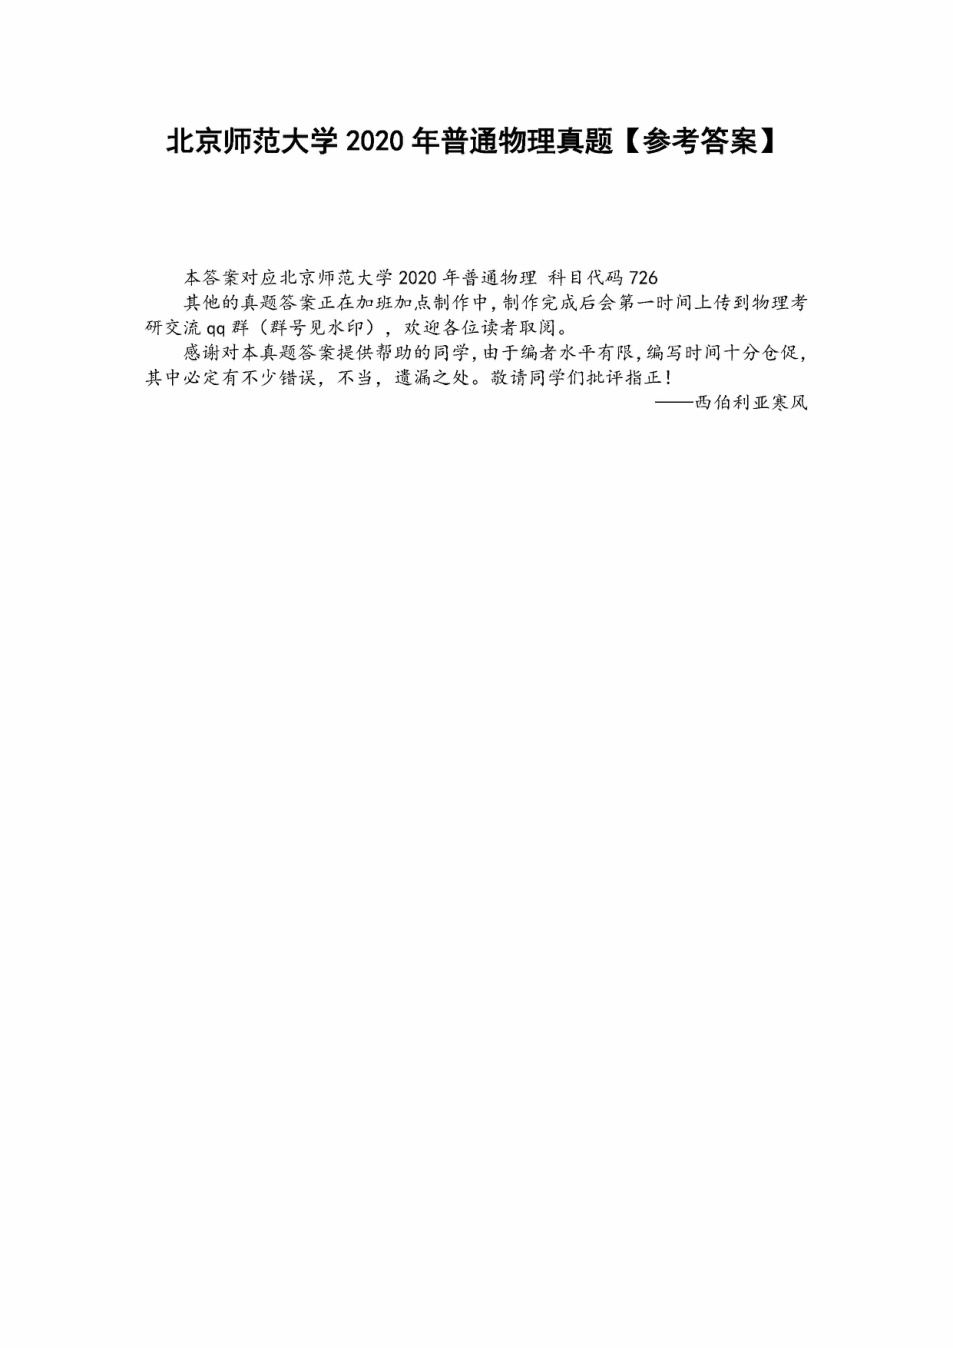 北京师范大学 2020 年普通物理真题【参考答案】
本答案对应北京师范大学 2020 年普通物理 科目代码 726
其他的真题答案正在加班加点制作中，制作完成后会第一时间上传到物理考
研交流 qq 群（群号见水印），欢迎各位读者取阅。
感谢对本真题答案提供帮助的同学，由于编者水平有限，编写时间十分仓促，
其中必定有不少错误，不当，遗漏之处。敬请同学们批评指正！
——西伯利亚寒风